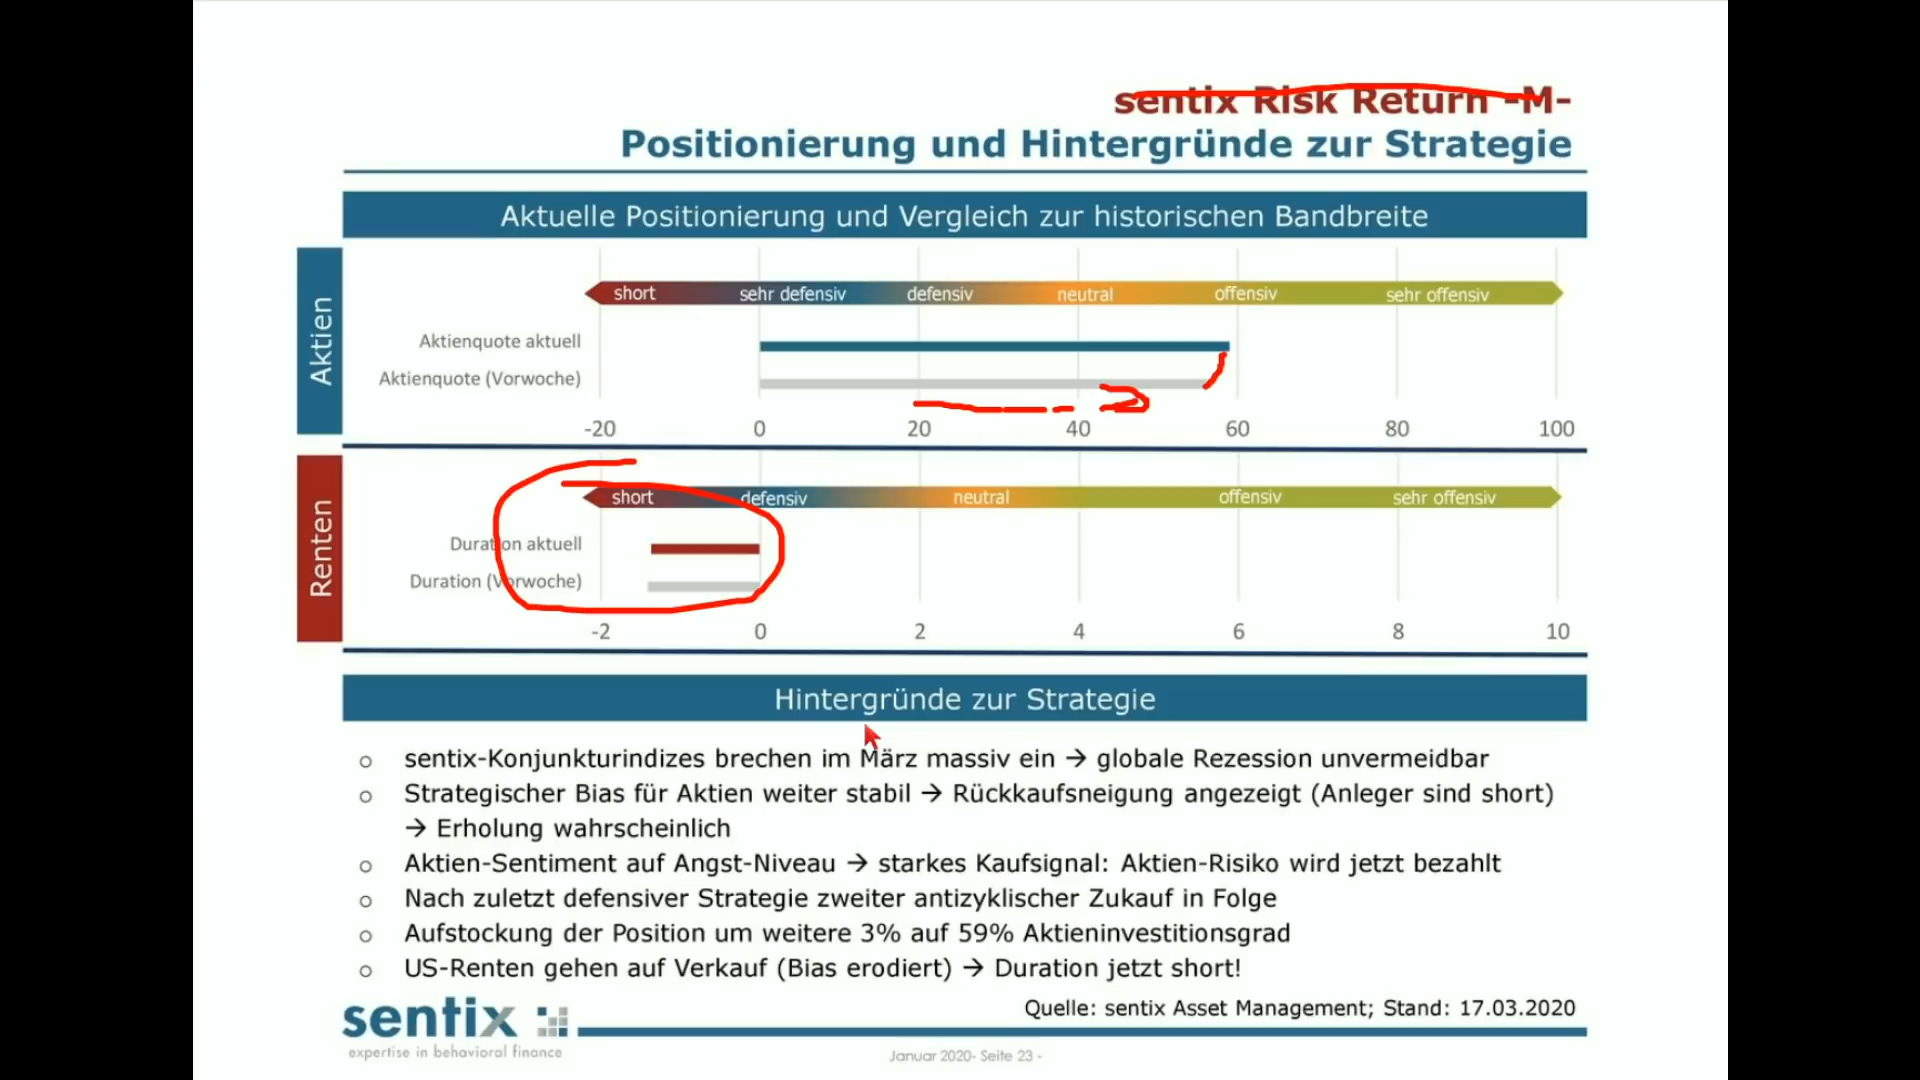 sentix Risk Return -M-
Positionierung und Hintergründe zur Strategie
Aktuelle Positionierung und Vergleich zur historischen Bandbreite
Aktien
short sehr defensiv defensiv neutral offensiv sehr offensiv
Aktienquote aktuell
Aktienquote (Vorwoche)
-20 0 20 40 60 80 100
Renten
short defensiv neutral offensiv sehr offensiv
Duration aktuell
Duration (Vorwoche)
-2 0 2 4 6 8 10
Hintergründe zur Strategie
o sentix-Konjunkturindizes brechen im März massiv ein → globale Rezession unvermeidbar
o Strategischer Bias für Aktien weiter stabil → Rückkaufsneigung angezeigt (Anleger sind short)
→ Erholung wahrscheinlich
o Aktien-Sentiment auf Angst-Niveau → starkes Kaufsignal: Aktien-Risiko wird jetzt bezahlt
o Nach zuletzt defensiver Strategie zweiter antizyklischer Zukauf in Folge
o Aufstockung der Position um weitere 3% auf 59% Aktieninvestitionsgrad
o US-Renten gehen auf Verkauf (Bias erodiert) → Duration jetzt short!
Quelle: sentix Asset Management; Stand: 17.03.2020
sentix
expertise in behavioral finance
Januar 2020- Seite 23 -